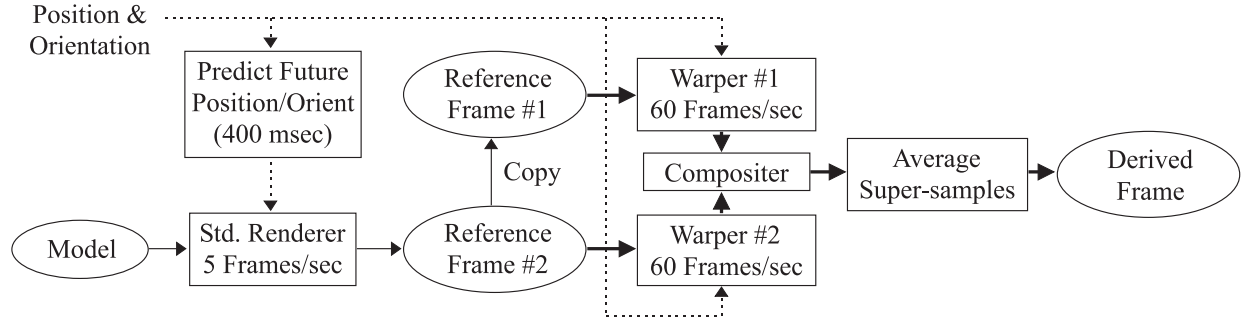 Position &
Orientation
Predict Future
Position/Orient
(400 msec)
Reference
Frame #1
Warper #1
60 Frames/sec
Copy
Compositer
Average
Super-samples
Derived
Frame
Model
Std. Renderer
5 Frames/sec
Reference
Frame #2
Warper #2
60 Frames/sec